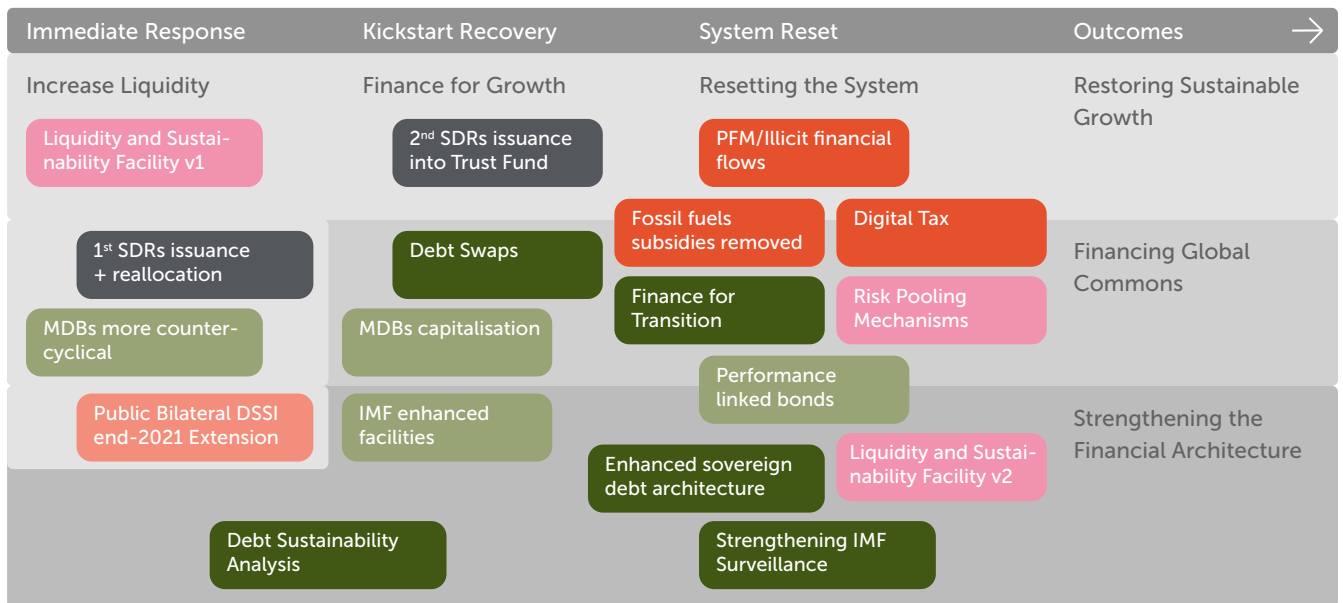 Immediate Response
Kickstart Recovery
System Reset
Outcomes
Increase Liquidity
Finance for Growth
Resetting the System
Restoring Sustainable
Growth
Liquidity and Sustai-
nability Facility v1
2nd SDRs issuance
into Trust Fund
PFM/Illicit financial
flows
Fossil fuels
subsidies removed
Digital Tax
1st SDRs issuance
+ reallocation
Debt Swaps
Financing Global
Commons
Finance for
Transition
Risk Pooling
Mechanisms
MDBs more counter-
cyclical
MDBs capitalisation
Performance
linked bonds
Public Bilateral DSSI
end-2021 Extension
IMF enhanced
facilities
Strengthening the
Financial Architecture
Enhanced sovereign
debt architecture
Liquidity and Sustai-
nability Facility v2
Debt Sustainability
Analysis
Strengthening IMF
Surveillance